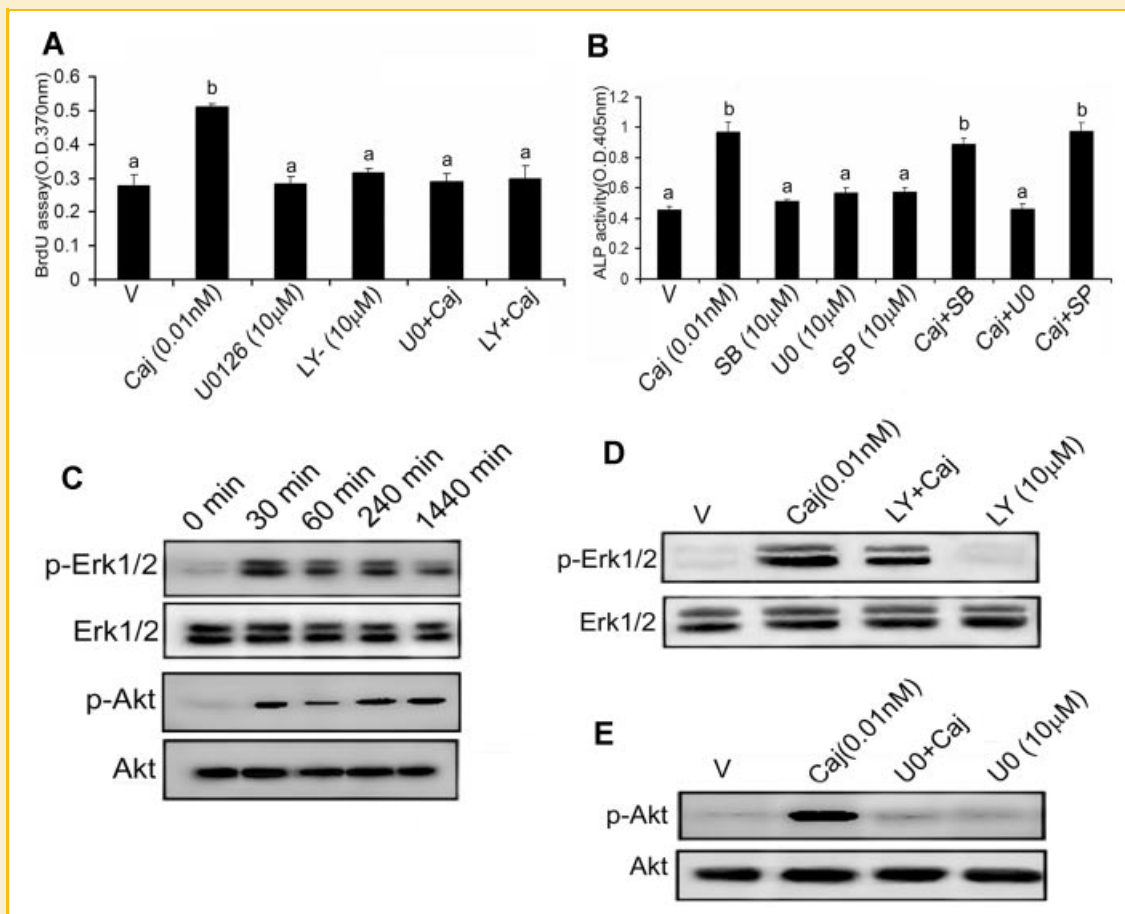 A
BrdU assay(O.D.370nm)
0.6
0.5
0.4
0.3
0.2
0.1
0
a
b
a
a
a
a
V
Caj (0.01nM)
U0126 (10µM)
LY- (10µM)
U0+Caj
LY+Caj
B
ALP activity(O.D.405nm)
1.2
1
0.8
0.6
0.4
0.2
0
a
b
a
a
a
b
a
b
V
Caj (0.01nM)
SB (10µM)
U0 (10µM)
SP (10µM)
Caj+SB
Caj+U0
Caj+SP
C
0 min
30 min
60 min
240 min
1440 min
p-Erk1/2
Erk1/2
p-Akt
Akt
D
V
Caj(0.01nM)
LY+Caj
LY (10µM)
p-Erk1/2
Erk1/2
E
V
Caj(0.01nM)
U0+Caj
U0 (10µM)
p-Akt
Akt